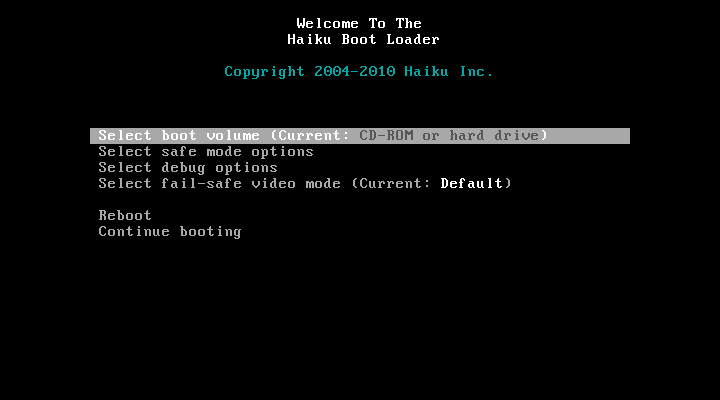 Welcome To The
Haiku Boot Loader
Copyright 2004-2010 Haiku Inc.
Select boot volume (Current: CD-ROM or hard drive)
Select safe mode options
Select debug options
Select fail-safe video mode (Current: Default)
Reboot
Continue booting